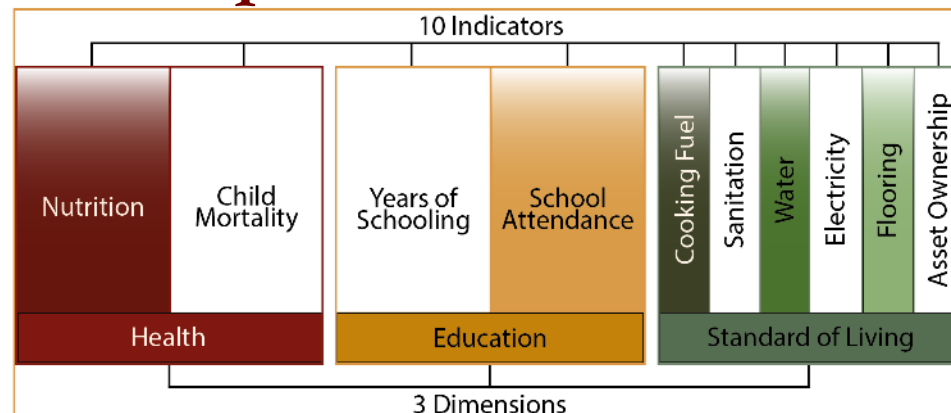 10 Indicators
Nutrition
Child
Mortality
Years of
Schooling
School
Attendance
Cooking Fuel
Sanitation
Water
Electricity
Flooring
Asset Ownership
Health
Education
Standard of Living
3 Dimensions